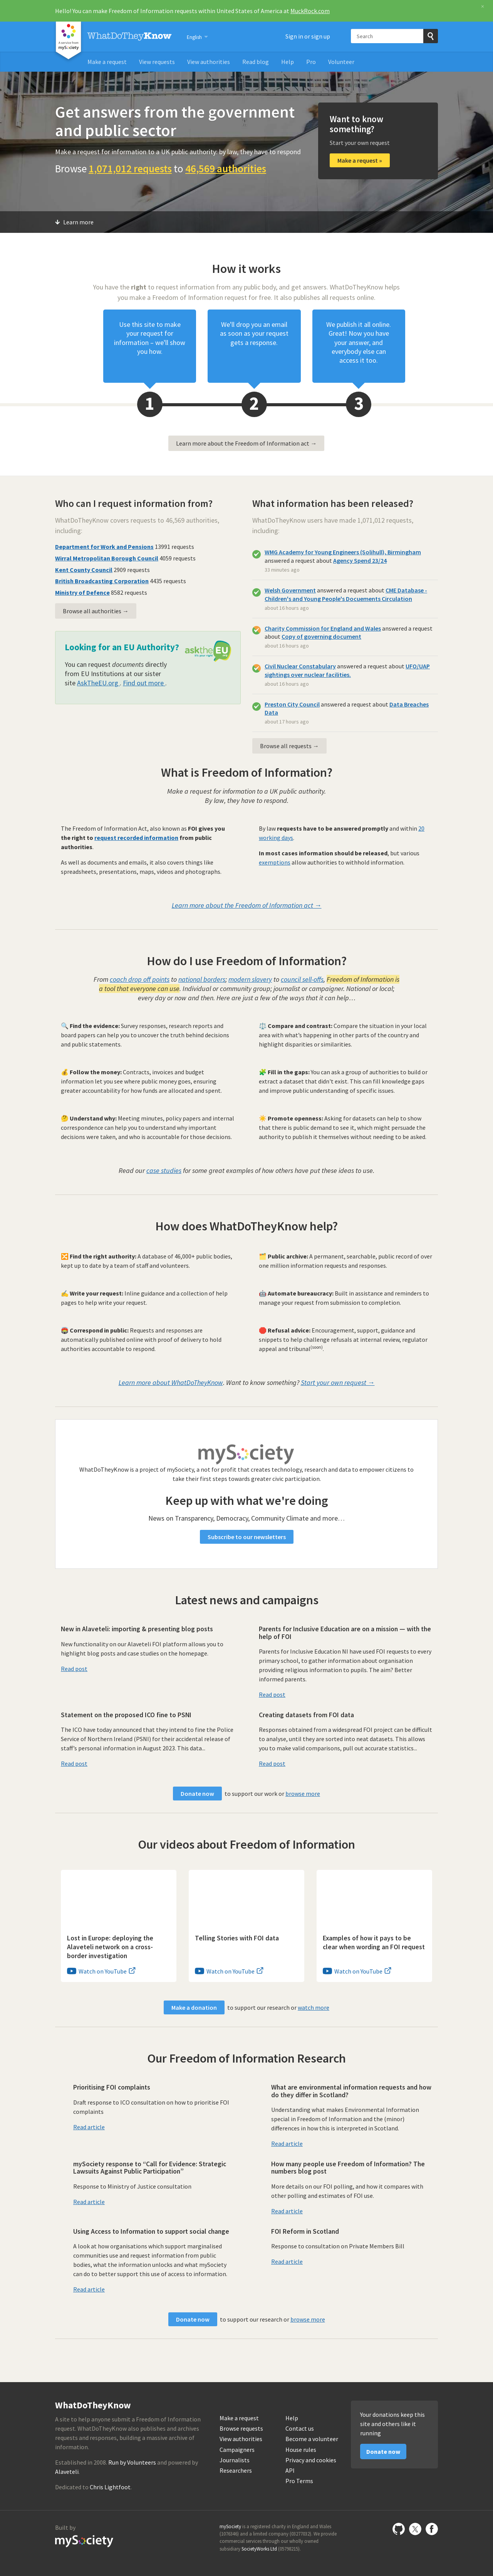 Hello! You can make Freedom of Information requests within United States of America at MuckRock.com
WhatDoTheyKnow
English
Sign in or sign up
Search
mySociety
Make a request
View requests
View authorities
Read blog
Help
Pro
Volunteer
Get answers from the government
and public sector
Make a request for information to a UK public authority: by law, they have to respond
Browse 1,071,012 requests to 46,569 authorities
Want to know
something?
Start your own request
Make a request »
Learn more
How it works
You have the right to request information from any public body, and get answers. WhatDoTheyKnow helps
you make a Freedom of Information request for free. It also publishes all requests online.
Use this site to make
your request for
information – we'll show
you how.
We'll drop you an email
as soon as your request
gets a response.
We publish it all online.
Great! Now you have
your answer, and
everybody else can
access it too.
1
2
3
Learn more about the Freedom of Information act →
Who can I request information from?
WhatDoTheyKnow covers requests to 46,569 authorities,
including:
Department for Work and Pensions 13991 requests
Wirral Metropolitan Borough Council 4059 requests
Kent County Council 2909 requests
British Broadcasting Corporation 4435 requests
Ministry of Defence 8582 requests
Browse all authorities →
Looking for an EU Authority?
asktheEU
You can request documents directly
from EU Institutions at our sister
site AskTheEU.org . Find out more .
What information has been released?
WhatDoTheyKnow users have made 1,071,012 requests,
including:
WMG Academy for Young Engineers (Solihull), Birmingham
answered a request about Agency Spend 23/24
33 minutes ago
Welsh Government answered a request about CME Database -
Children's and Young People's Docuements Circulation
about 16 hours ago
Charity Commission for England and Wales answered a request
about Copy of governing document
about 16 hours ago
Civil Nuclear Constabulary answered a request about UFO/UAP
sightings over nuclear facilities.
about 16 hours ago
Preston City Council answered a request about Data Breaches
Data
about 17 hours ago
Browse all requests →
What is Freedom of Information?
Make a request for information to a UK public authority.
By law, they have to respond.
The Freedom of Information Act, also known as FOI gives you
the right to request recorded information from public
authorities.
As well as documents and emails, it also covers things like
spreadsheets, presentations, maps, videos and photographs.
By law requests have to be answered promptly and within 20
working days.
In most cases information should be released, but various
exemptions allow authorities to withhold information.
Learn more about the Freedom of Information act →
How do I use Freedom of Information?
From coach drop off points to national borders; modern slavery to council sell-offs, Freedom of Information is
a tool that everyone can use. Individual or community group; journalist or campaigner. National or local;
every day or now and then. Here are just a few of the ways that it can help…
🔍 Find the evidence: Survey responses, research reports and
board papers can help you to uncover the truth behind decisions
and public statements.
⚖️ Compare and contrast: Compare the situation in your local
area with what's happening in other parts of the country and
highlight disparities or similarities.
💰 Follow the money: Contracts, invoices and budget
information let you see where public money goes, ensuring
greater accountability for how funds are allocated and spent.
🧩 Fill in the gaps: You can ask a group of authorities to build or
extract a dataset that didn't exist. This can fill knowledge gaps
and improve public understanding of specific issues.
🤔 Understand why: Meeting minutes, policy papers and internal
correspondence can help you to understand why important
decisions were taken, and who is accountable for those decisions.
☀️ Promote openness: Asking for datasets can help to show
that there is public demand to see it, which might persuade the
authority to publish it themselves without needing to be asked.
Read our case studies for some great examples of how others have put these ideas to use.
How does WhatDoTheyKnow help?
🔀 Find the right authority: A database of 46,000+ public bodies,
kept up to date by a team of staff and volunteers.
🗂️ Public archive: A permanent, searchable, public record of over
one million information requests and responses.
✍️ Write your request: Inline guidance and a collection of help
pages to help write your request.
🤖 Automate bureaucracy: Built in assistance and reminders to
manage your request from submission to completion.
Correspond in public: Requests and responses are
automatically published online with proof of delivery to hold
authorities accountable to respond.
🛑 Refusal advice: Encouragement, support, guidance and
snippets to help challenge refusals at internal review, regulator
appeal and tribunal(soon!).
Learn more about WhatDoTheyKnow. Want to know something? Start your own request →
mySociety
WhatDoTheyKnow is a project of mySociety, a not for profit that creates technology, research and data to empower citizens to
take their first steps towards greater civic participation.
Keep up with what we're doing
News on Transparency, Democracy, Community Climate and more…
Subscribe to our newsletters
Latest news and campaigns
New in Alaveteli: importing & presenting blog posts
New functionality on our Alaveteli FOI platform allows you to
highlight blog posts and case studies on the homepage.
Read post
Parents for Inclusive Education are on a mission — with the
help of FOI
Parents for Inclusive Education NI have used FOI requests to every
primary school, to gather information about organisation
providing religious information to pupils. The aim? Better
informed parents.
Read post
Statement on the proposed ICO fine to PSNI
The ICO have today announced that they intend to fine the Police
Service of Northern Ireland (PSNI) for their accidental release of
staff's personal information in August 2023. This data...
Read post
Creating datasets from FOI data
Responses obtained from a widespread FOI project can be difficult
to analyse, until they are sorted into neat datasets. This allows
you to make valid comparisons, pull out accurate statistics...
Read post
Donate now to support our work or browse more
Our videos about Freedom of Information
Lost in Europe: deploying the
Alaveteli network on a cross-
border investigation
Watch on YouTube
Telling Stories with FOI data
Watch on YouTube
Examples of how it pays to be
clear when wording an FOI request
Watch on YouTube
Make a donation to support our research or watch more
Our Freedom of Information Research
Prioritising FOI complaints
Draft response to ICO consultation on how to prioritise FOI
complaints
Read article
What are environmental information requests and how
do they differ in Scotland?
Understanding what makes Environmental Information
special in Freedom of Information and the (minor)
differences in how this is interpreted in Scotland.
Read article
mySociety response to “Call for Evidence: Strategic
Lawsuits Against Public Participation”
Response to Ministry of Justice consultation
Read article
How many people use Freedom of Information? The
numbers blog post
More details on our FOI polling, and how it compares with
other polling and estimates of FOI use.
Read article
Using Access to Information to support social change
A look at how organisations which support marginalised
communities use and request information from public
bodies, what the information unlocks and what mySociety
can do to better support this use of access to information.
Read article
FOI Reform in Scotland
Response to consultation on Private Members Bill
Read article
Donate now to support our research or browse more
WhatDoTheyKnow
A site to help anyone submit a Freedom of Information
request. WhatDoTheyKnow also publishes and archives
requests and responses, building a massive archive of
information.
Established in 2008. Run by Volunteers and powered by
Alaveteli.
Dedicated to Chris Lightfoot.
Make a request
Browse requests
View authorities
Campaigners
Journalists
Researchers
Help
Contact us
Become a volunteer
House rules
Privacy and cookies
API
Pro Terms
Your donations keep this
site and others like it
running
Donate now
Built by
mySociety
mySociety is a registered charity in England and Wales
(1076346) and a limited company (03277032). We provide
commercial services through our wholly owned
subsidiary SocietyWorks Ltd (05798215).